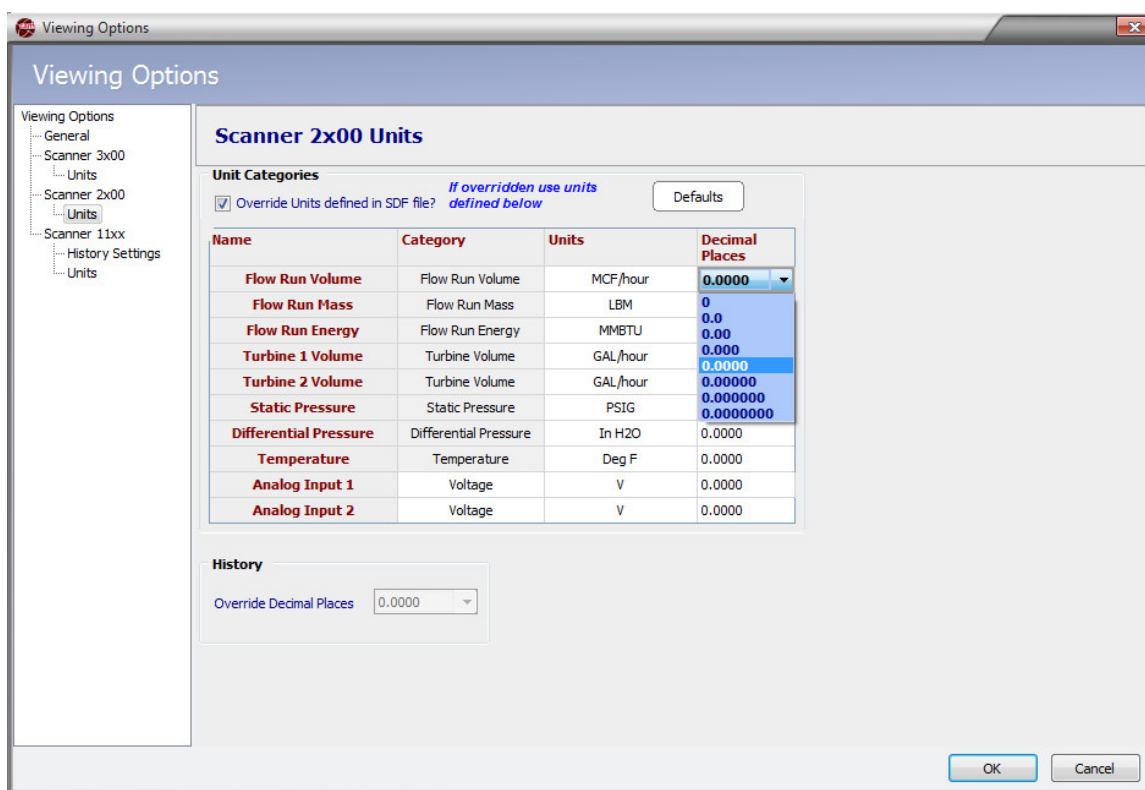 Viewing Options
Viewing Options
Viewing Options
General
Scanner 3x00
Units
Scanner 2x00
Units
Scanner 11xx
History Settings
Units
Scanner 2x00 Units
Unit Categories
Override Units defined in SDF file?
If overridden use units
defined below
Defaults
Name Category Units Decimal
Places
Flow Run Volume Flow Run Volume MCF/hour 0.0000
Flow Run Mass Flow Run Mass LBM
Flow Run Energy Flow Run Energy MMBTU
Turbine 1 Volume Turbine Volume GAL/hour
Turbine 2 Volume Turbine Volume GAL/hour
Static Pressure Static Pressure PSIG
0
0.0
0.00
0.000
0.0000
0.00000
0.000000
0.0000000
Differential Pressure Differential Pressure In H2O 0.0000
Temperature Temperature Deg F 0.0000
Analog Input 1 Voltage V 0.0000
Analog Input 2 Voltage V 0.0000
History
Override Decimal Places 0.0000
OK Cancel